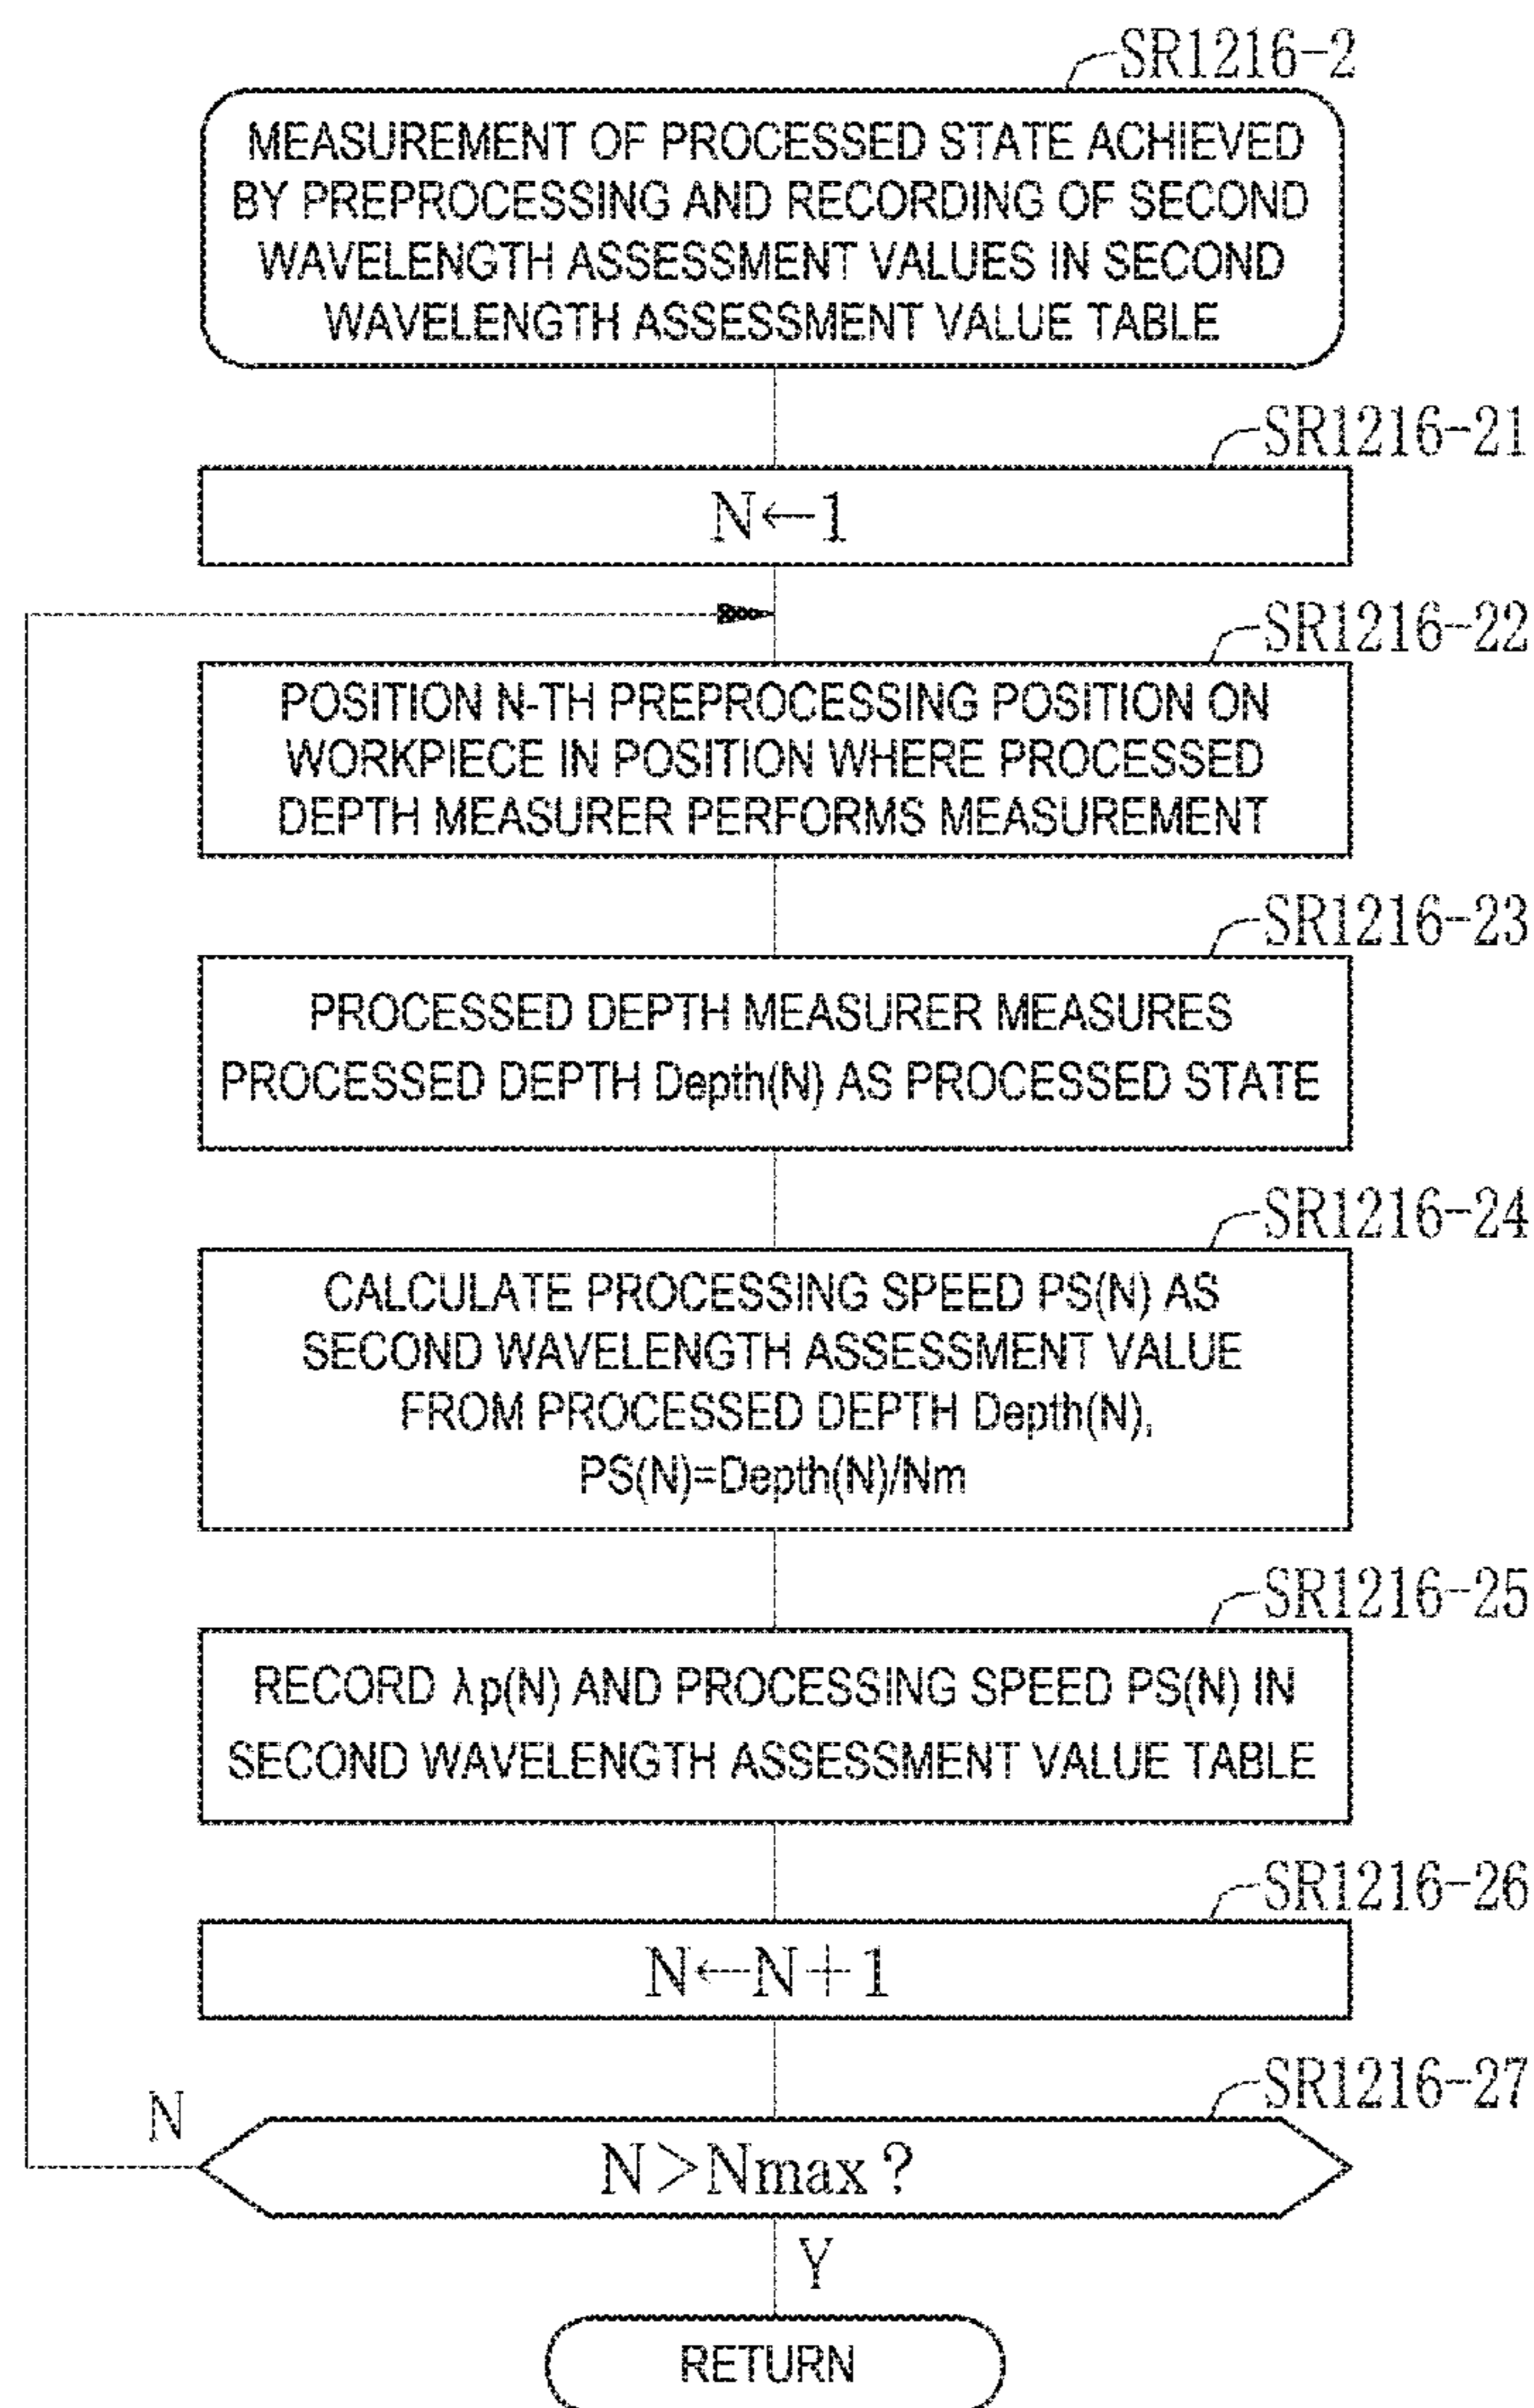 SR1216-2
MEASUREMENT OF PROCESSED STATE ACHIEVED
BY PREPROCESSING AND RECORDING OF SECOND
WAVELENGTH ASSESSMENT VALUES IN SECOND
WAVELENGTH ASSESSMENT VALUE TABLE
SR1216-21
N←1
SR1216-22
POSITION N-TH PREPROCESSING POSITION ON
WORKPIECE IN POSITION WHERE PROCESSED
DEPTH MEASURER PERFORMS MEASUREMENT
SR1216-23
PROCESSED DEPTH MEASURER MEASURES
PROCESSED DEPTH Depth(N) AS PROCESSED STATE
SR1216-24
CALCULATE PROCESSING SPEED PS(N) AS
SECOND WAVELENGTH ASSESSMENT VALUE
FROM PROCESSED DEPTH Depth(N),
PS(N)=Depth(N)/Nm
SR1216-25
RECORD λp(N) AND PROCESSING SPEED PS(N) IN
SECOND WAVELENGTH ASSESSMENT VALUE TABLE
SR1216-26
N←N+1
SR1216-27
N
N>Nmax?
Y
RETURN